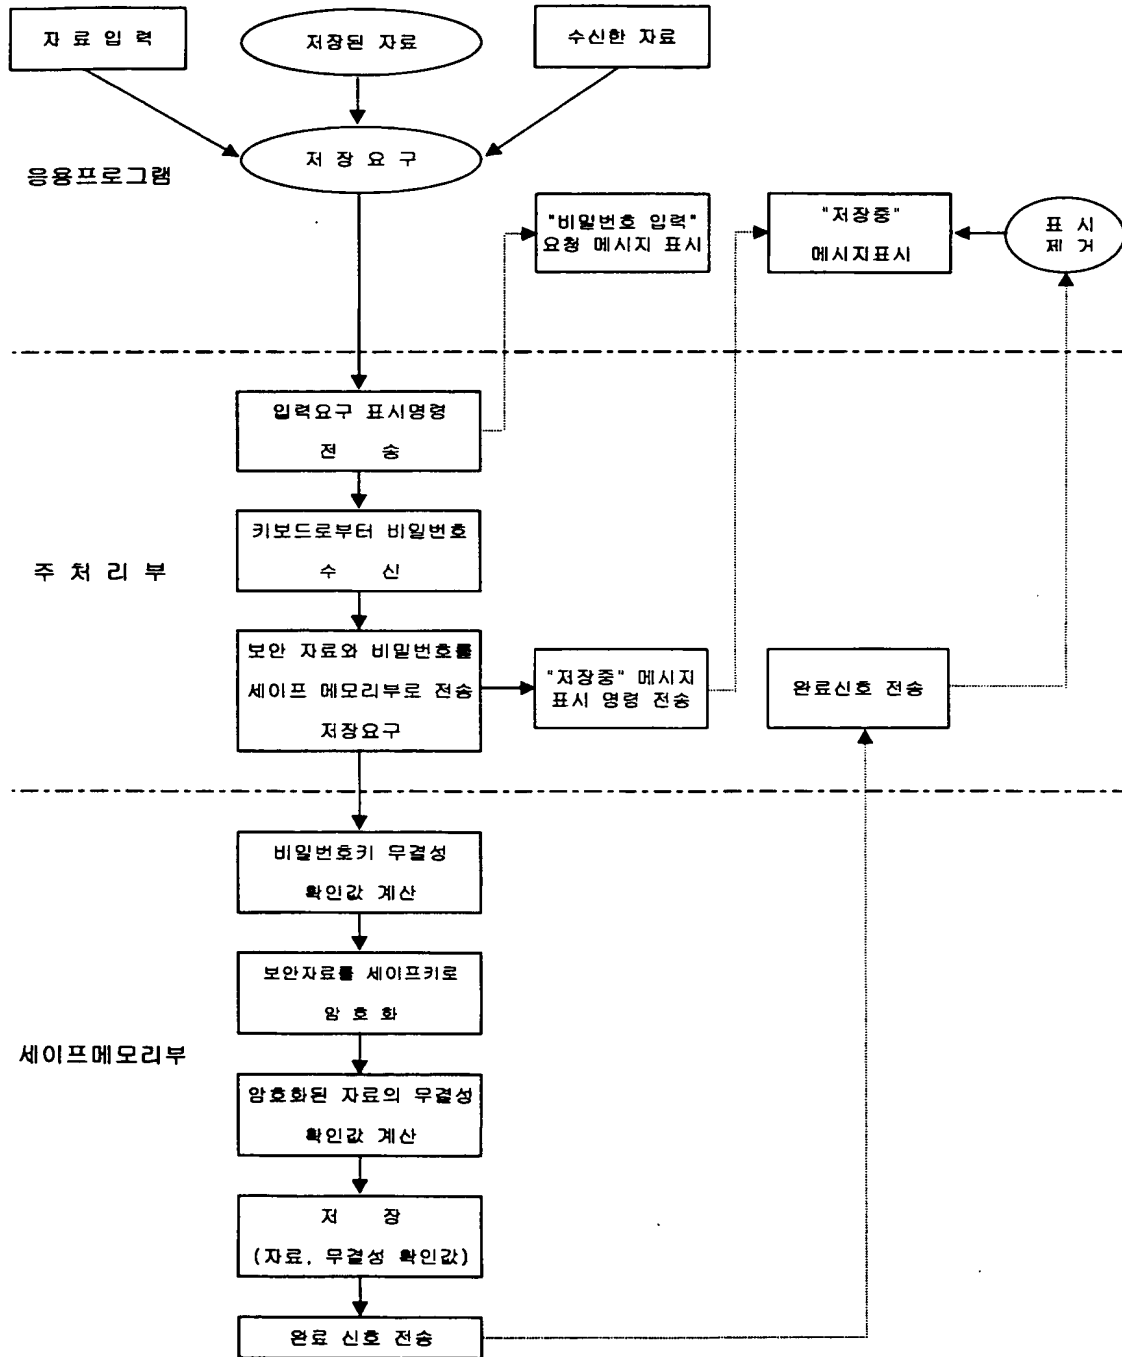 자 료 입 력
저장된 자료
수신한 자료
저 장 요 구
응용프로그램
"비밀번호 입력"
요청 메시지 표시
"저장중"
메시지표시
표 시
제 거
입력요구 표시명령
전 송
키보드로부터 비밀번호
수 신
주 처 리 부
보안 자료와 비밀번호를
세이프 메모리부로 전송
저장요구
"저장중" 메시지
표시 명령 전송
완료신호 전송
비밀번호키 무결성
확인값 계산
보안자료를 세이프키로
암 호 화
세이프메모리부
암호화된 자료의 무결성
확인값 계산
저 장
(자료, 무결성 확인값)
완료 신호 전송